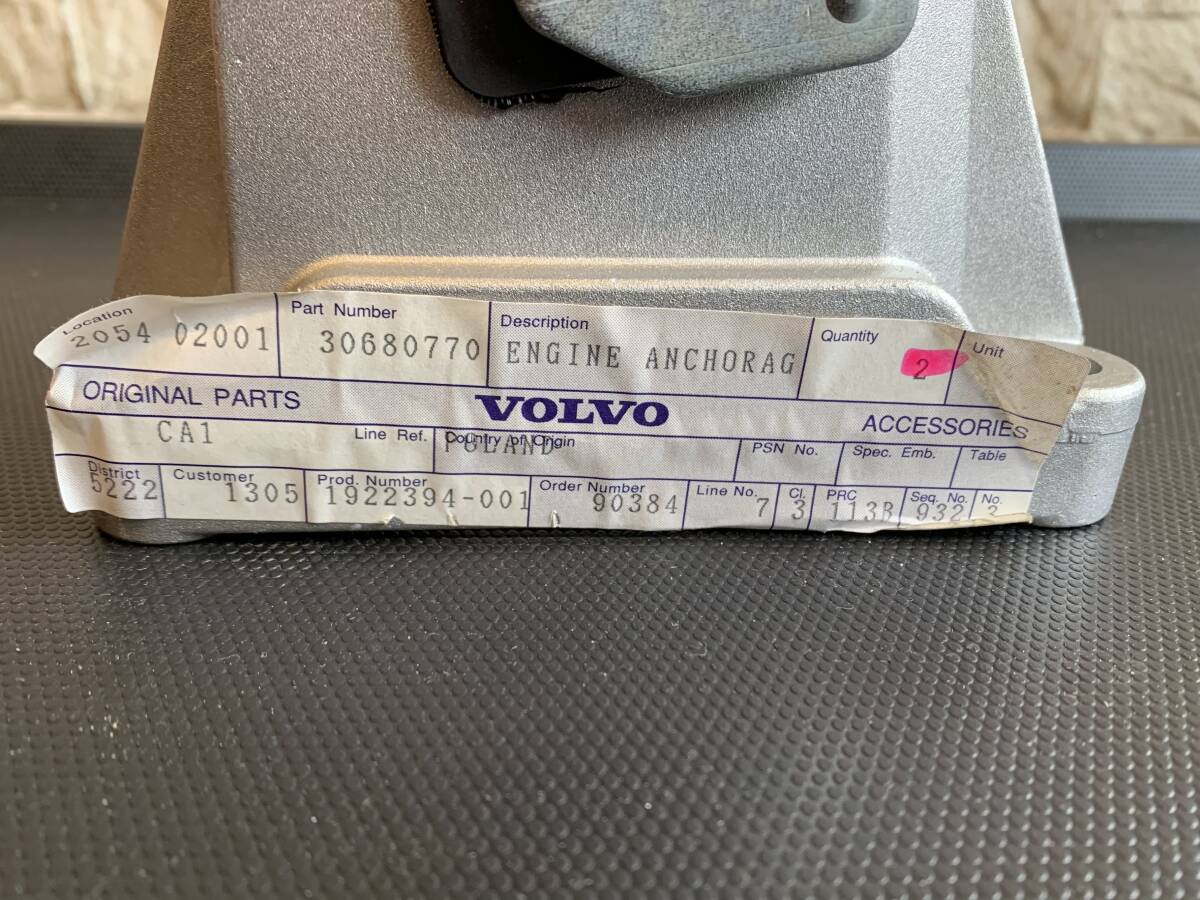 Location Part Number Description Quantity Unit
2054 02001 30680770 ENGINE ANCHORAG 2
ORIGINAL PARTS VOLVO ACCESSORIES
CA1 Line Ref. Country of Origin POLAND PSN No. Spec. Emb. Table
District Customer Prod. Number Order Number Line No. Cl. PRC Seq. No. No.
5222 1305 1922394-001 90384 7 3 113B 932